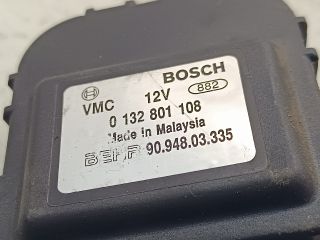 BOSCH
VMC 12V 882
0 132 801 108
Made in Malaysia
BEHR 90.948.03.335